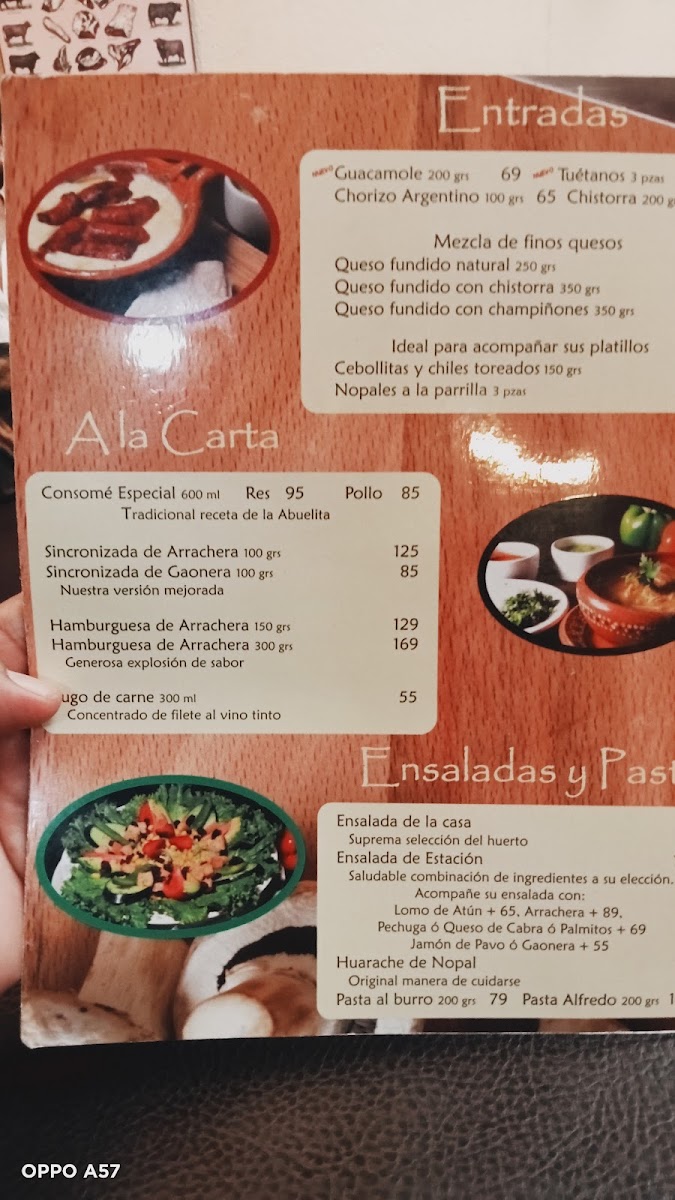 Entradas
NUEVO Guacamole 200 grs 69 NUEVO Tuétanos 3 pzas
Chorizo Argentino 100 grs 65 Chistorra 200
Mezcla de finos quesos
Queso fundido natural 250 grs
Queso fundido con chistorra 350 grs
Queso fundido con champiñones 350 grs
Ideal para acompañar sus platillos
Cebollitas y chiles toreados 150 grs
Nopales a la parrilla 3 pzas
A la Carta
Consomé Especial 600 ml Res 95 Pollo 85
Tradicional receta de la Abuelita
Sincronizada de Arrachera 100 grs 125
Sincronizada de Gaonera 100 grs 85
Nuestra versión mejorada
Hamburguesa de Arrachera 150 grs 129
Hamburguesa de Arrachera 300 grs 169
Generosa explosión de sabor
ugo de carne 300 ml 55
Concentrado de filete al vino tinto
Ensaladas y Past
Ensalada de la casa
Suprema selección del huerto
Ensalada de Estación
Saludable combinación de ingredientes a su elección.
Acompañe su ensalada con:
Lomo de Atún + 65, Arrachera + 89,
Pechuga ó Queso de Cabra ó Palmitos + 69
Jamón de Pavo ó Gaonera + 55
Huarache de Nopal
Original manera de cuidarse
Pasta al burro 200 grs 79 Pasta Alfredo 200 grs
OPPO A57